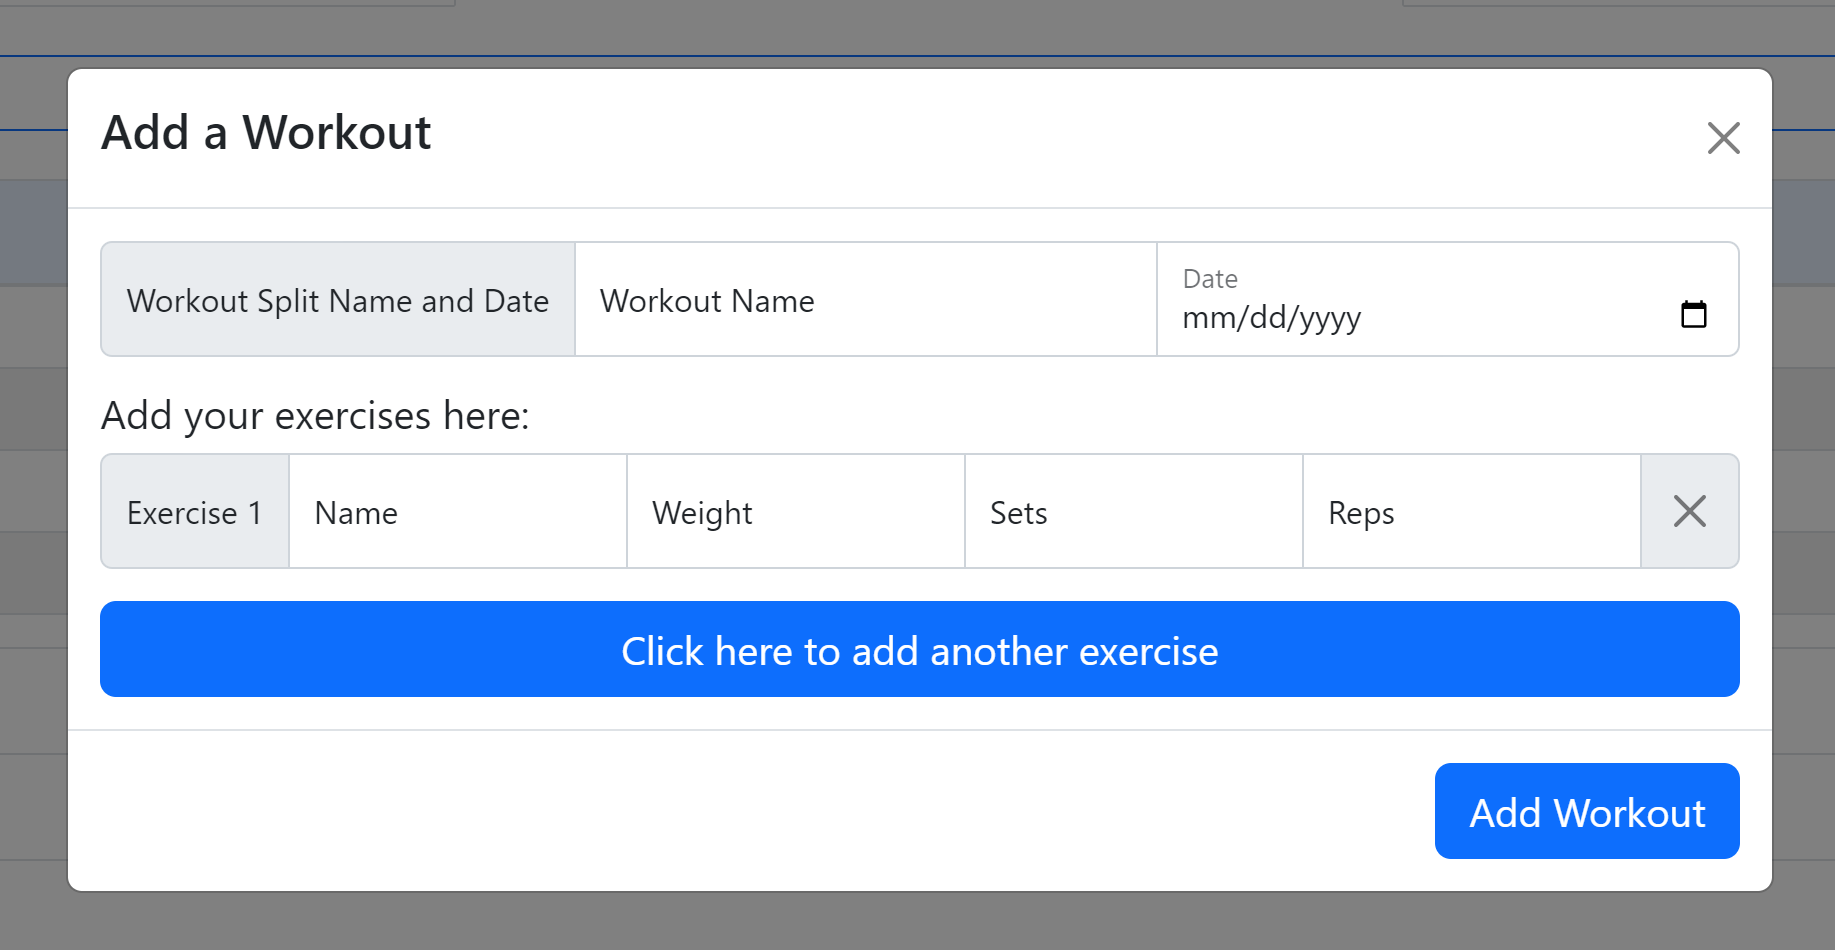 Add a Workout
Workout Split Name and Date
Workout Name
Date
mm/dd/yyyy
Add your exercises here:
Exercise 1
Name
Weight
Sets
Reps
Click here to add another exercise
Add Workout